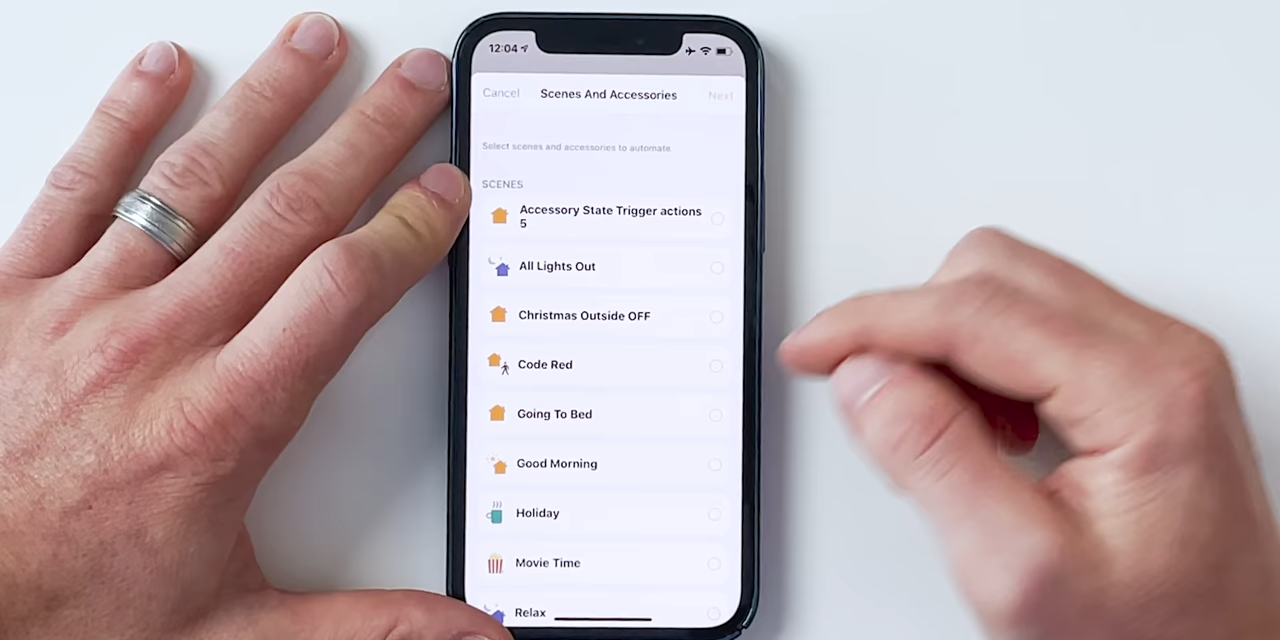 12:04
Cancel Scenes And Accessories Next
Select scenes and accessories to automate
SCENES
Accessory State Trigger actions
5
All Lights Out
Christmas Outside OFF
Code Red
Going To Bed
Good Morning
Holiday
Movie Time
Relax